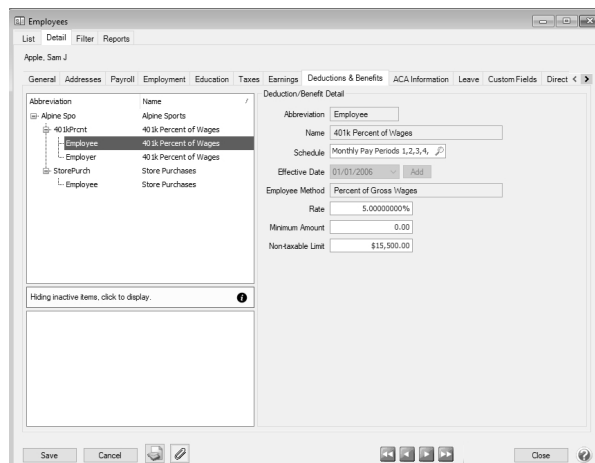 Employees
List Detail Filter Reports
Apple, Sam J
General Addresses Payroll Employment Education Taxes Earnings Deductions & Benefits ACA Information Leave Custom Fields Direct
Abbreviation Name /
Alpine Spo Alpine Sports
401kPrcnt 401k Percent of Wages
Employee 401k Percent of Wages
Employer 401k Percent of Wages
StorePurch Store Purchases
Employee Store Purchases
Hiding inactive items, click to display.
Deduction/Benefit Detail
Abbreviation Employee
Name 401k Percent of Wages
Schedule Monthly Pay Periods 1,2,3,4,
Effective Date 01/01/2006 Add
Employee Method Percent of Gross Wages
Rate 5.00000000%
Minimum Amount 0.00
Non-taxable Limit $15,500.00
Save Cancel Close